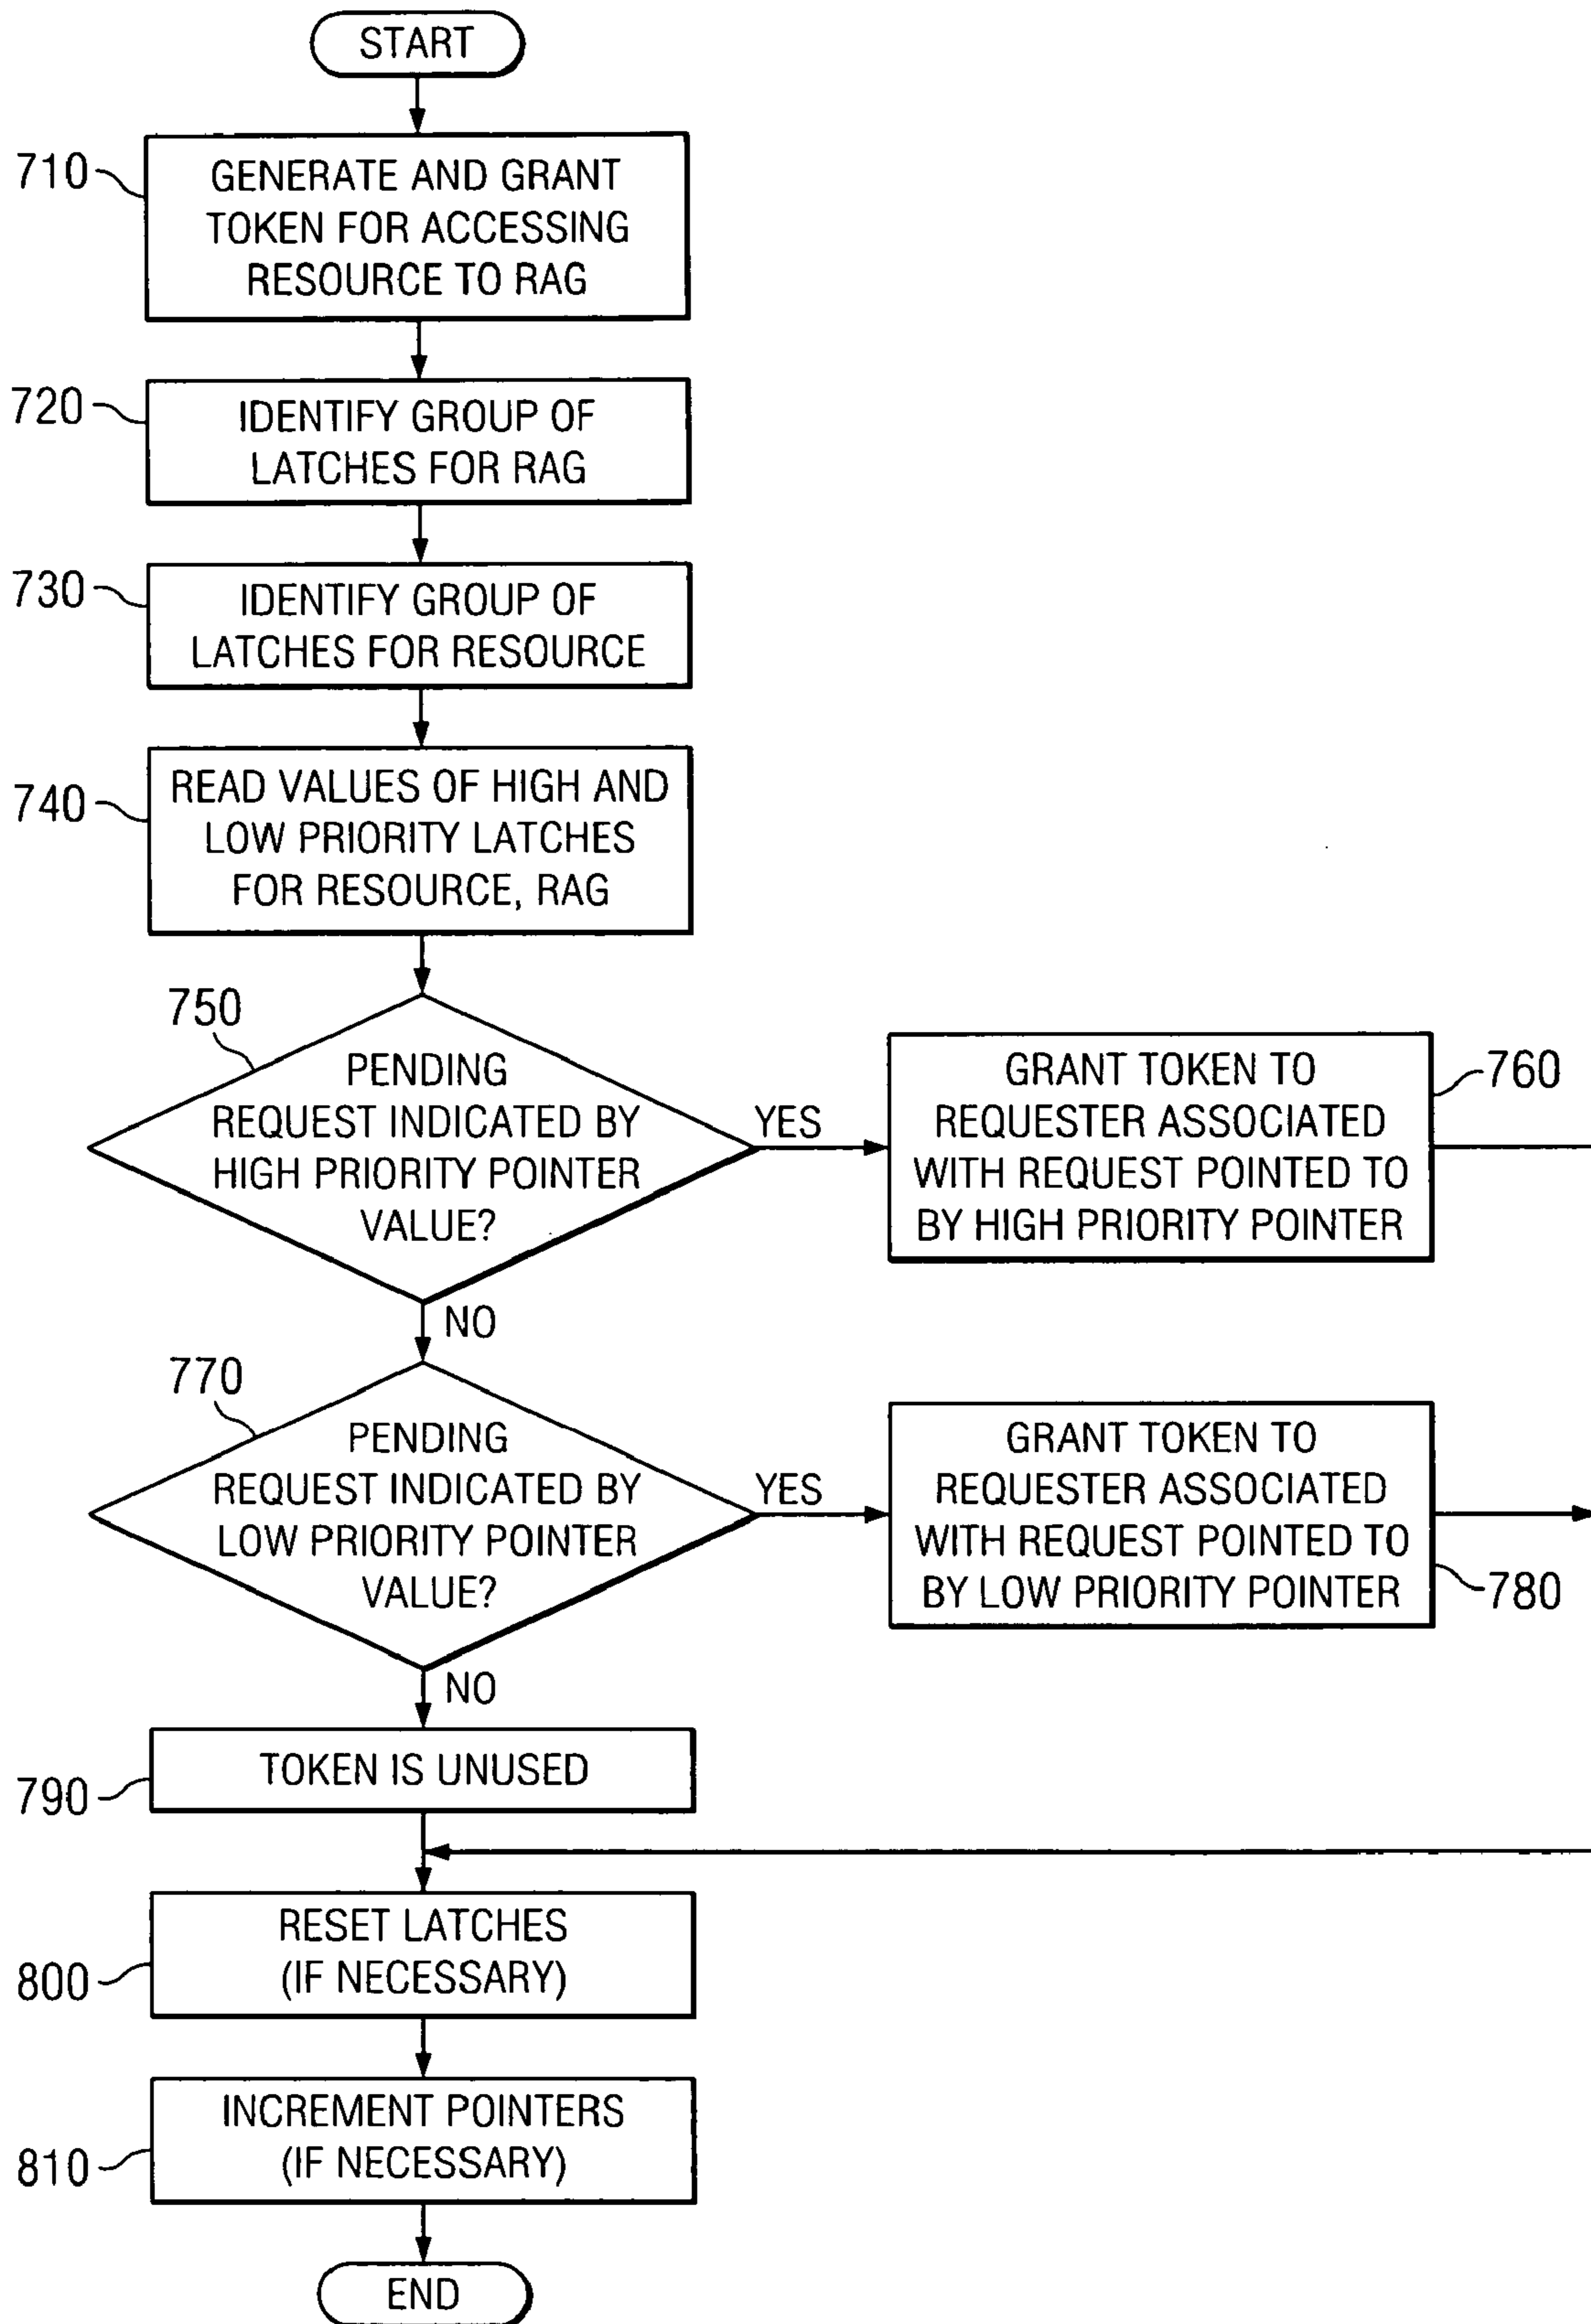 START
710
GENERATE AND GRANT
TOKEN FOR ACCESSING
RESOURCE TO RAG
720
IDENTIFY GROUP OF
LATCHES FOR RAG
730
IDENTIFY GROUP OF
LATCHES FOR RESOURCE
740
READ VALUES OF HIGH AND
LOW PRIORITY LATCHES
FOR RESOURCE, RAG
750
PENDING
REQUEST INDICATED BY
HIGH PRIORITY POINTER
VALUE?
YES
GRANT TOKEN TO
REQUESTER ASSOCIATED
WITH REQUEST POINTED TO
BY HIGH PRIORITY POINTER
760
NO
770
PENDING
REQUEST INDICATED BY
LOW PRIORITY POINTER
VALUE?
YES
GRANT TOKEN TO
REQUESTER ASSOCIATED
WITH REQUEST POINTED TO
BY LOW PRIORITY POINTER
780
NO
790
TOKEN IS UNUSED
800
RESET LATCHES
(IF NECESSARY)
810
INCREMENT POINTERS
(IF NECESSARY)
END